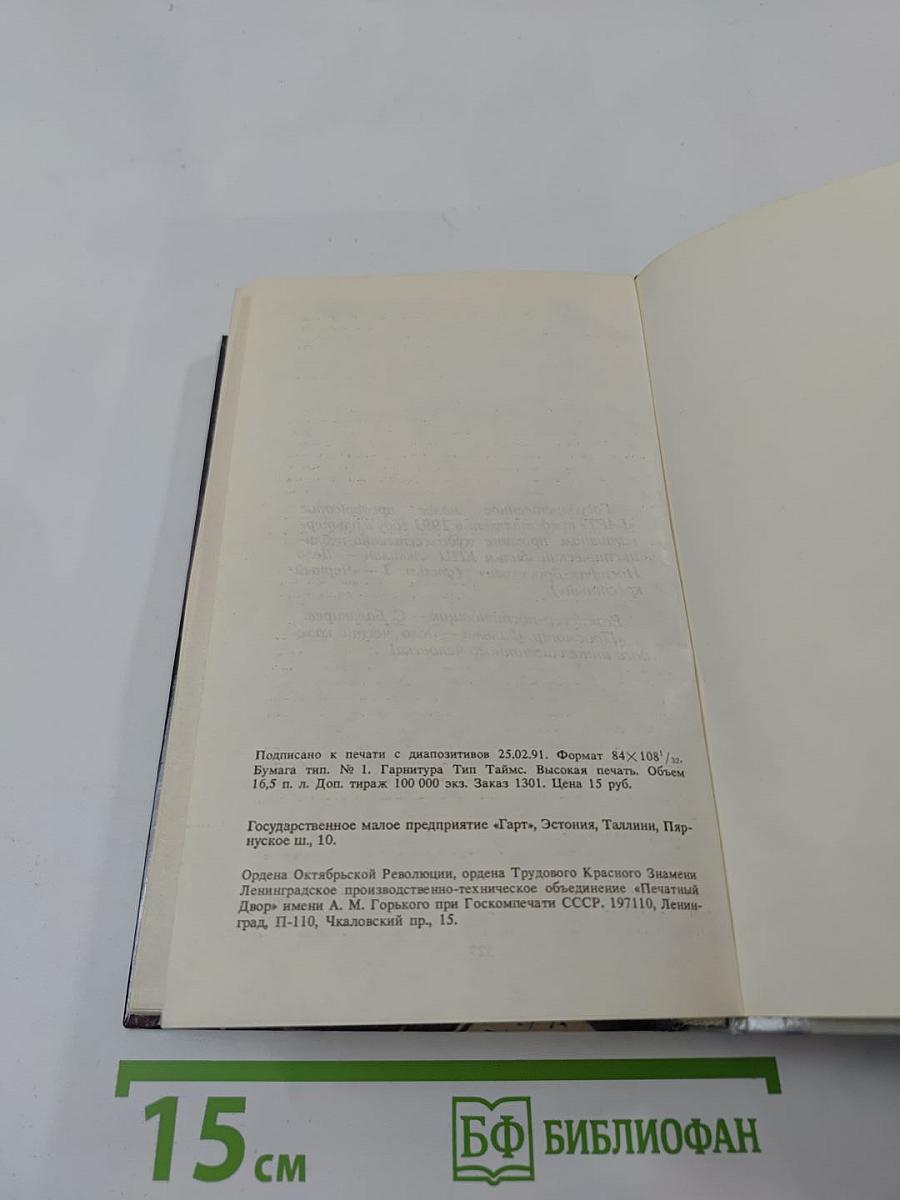 Подписано к печати с диапозитивов 25.02.91. Формат 84×108¹/₃₂.
Бумага тип. № 1. Гарнитура Тип Таймс. Высокая печать. Объем
16,5 п. л. Доп. тираж 100 000 экз. Заказ 1301. Цена 15 руб.
Государственное малое предприятие «Гарт», Эстония, Таллинн, Пяр-
нуское ш., 10.
Ордена Октябрьской Революции, ордена Трудового Красного Знамени
Ленинградское производственно-техническое объединение «Печатный
Двор» имени А. М. Горького при Госкомпечати СССР. 197110, Ленин-
град, П-110, Чкаловский пр., 15.
15 см
БФ БИБЛИОФАН